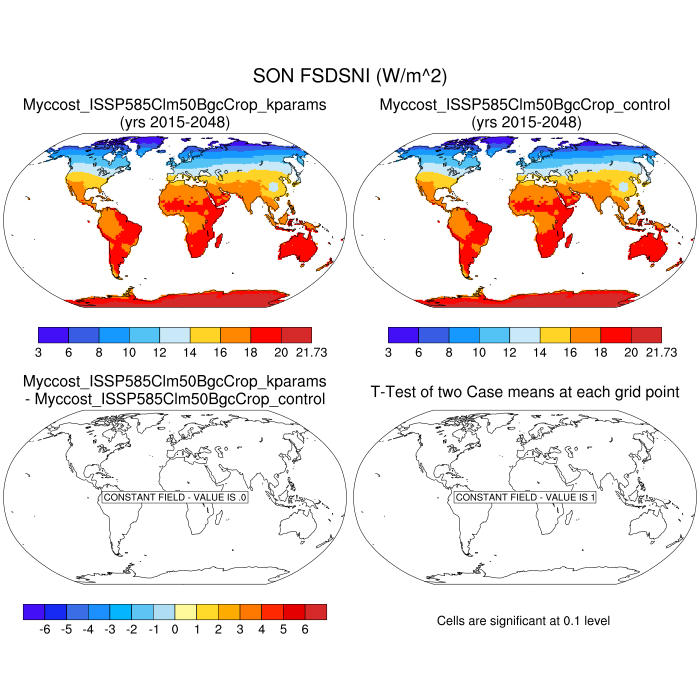 SON FSDSNI (W/m^2)
Myccost_ISSP585Clm50BgcCrop_kparams
(yrs 2015-2048)
Myccost_ISSP585Clm50BgcCrop_control
(yrs 2015-2048)
3 6 8 10 12 14 16 18 20 21.73
3 6 8 10 12 14 16 18 20 21.73
Myccost_ISSP585Clm50BgcCrop_kparams
- Myccost_ISSP585Clm50BgcCrop_control
T-Test of two Case means at each grid point
CONSTANT FIELD - VALUE IS .0
CONSTANT FIELD - VALUE IS 1
-6 -5 -4 -3 -2 -1 0 1 2 3 4 5 6
Cells are significant at 0.1 level